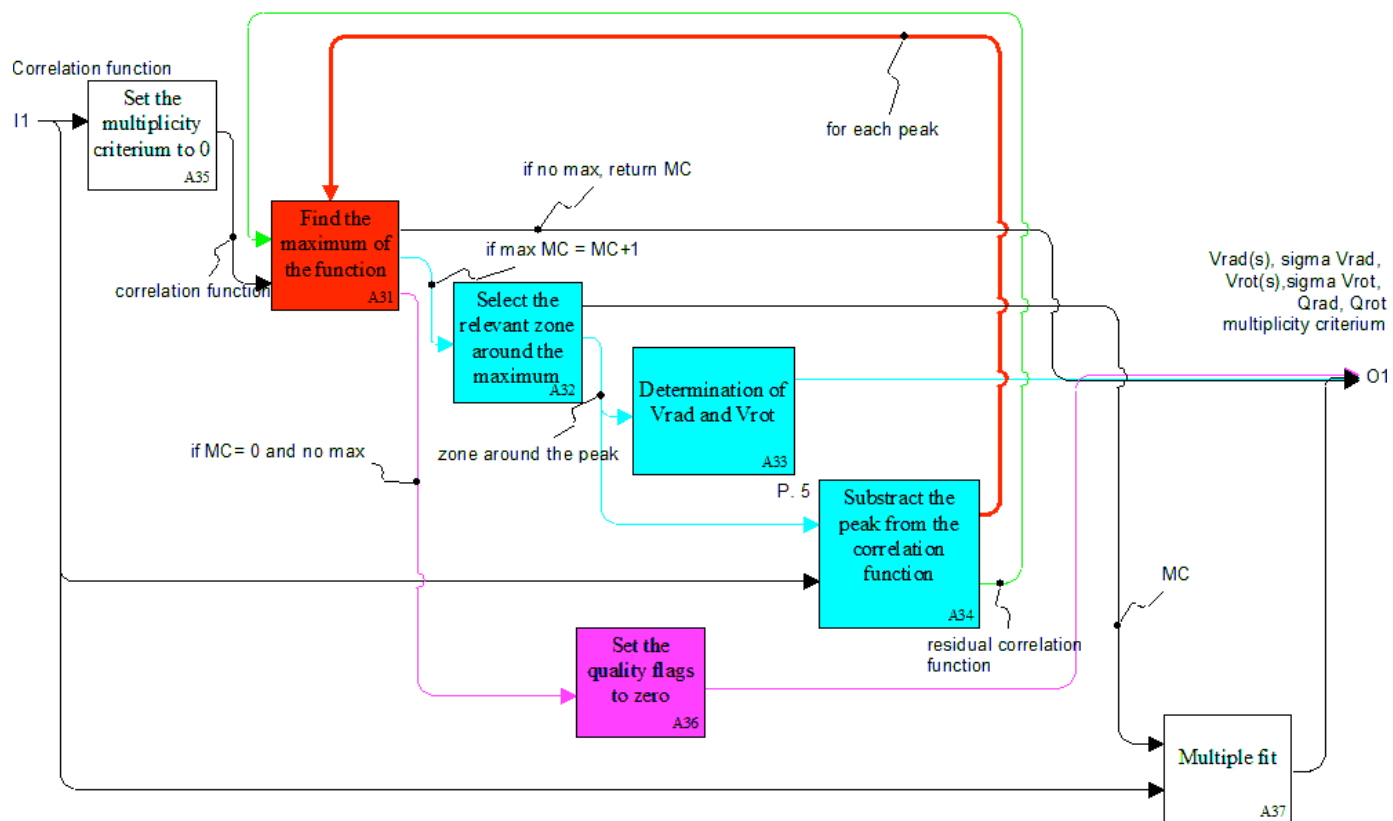 Correlation function
I1
Set the
multiplicity
criterium to 0
A35
for each peak
if no max, return MC
Find the
maximum of
the function
A31
if max MC = MC+1
correlation function
Select the
relevant zone
around the
maximum
A32
Vrad(s), sigma Vrad,
Vrot(s),sigma Vrot,
Qrad, Qrot
multiplicity criterium
O1
Determination of
Vrad and Vrot
A33
if MC= 0 and no max
zone around the peak
P. 5
Substract the
peak from the
correlation
function
A34
MC
residual correlation
function
Set the
quality flags
to zero
A36
Multiple fit
A37